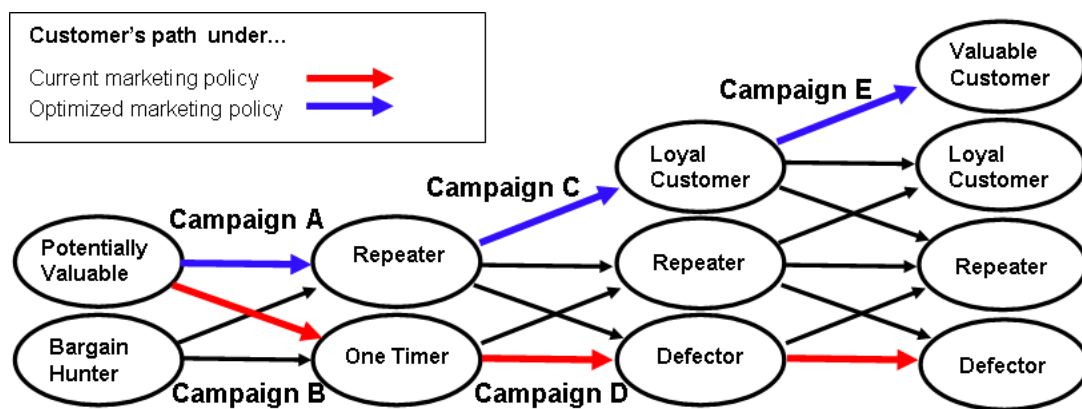 Customer's path under...
Current marketing policy
Optimized marketing policy
Valuable
Customer
Campaign E
Loyal
Customer
Loyal
Customer
Campaign C
Campaign A
Potentially
Valuable
Repeater
Repeater
Repeater
Bargain
Hunter
One Timer
Defector
Defector
Campaign B
Campaign D